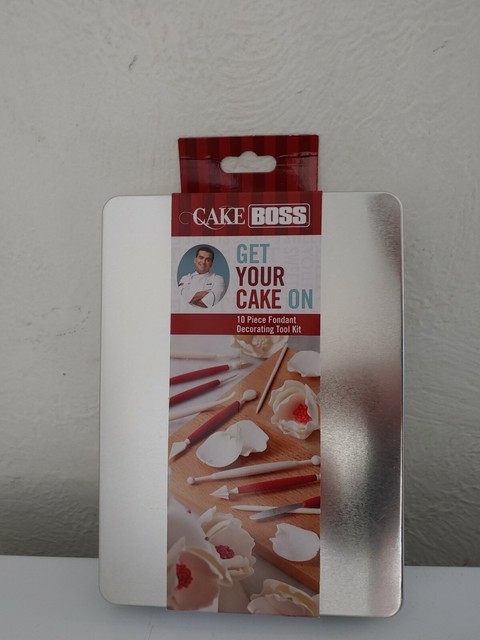 CAKE BOSS
GET
YOUR
CAKE ON
10 Piece Fondant
Decorating Tool Kit